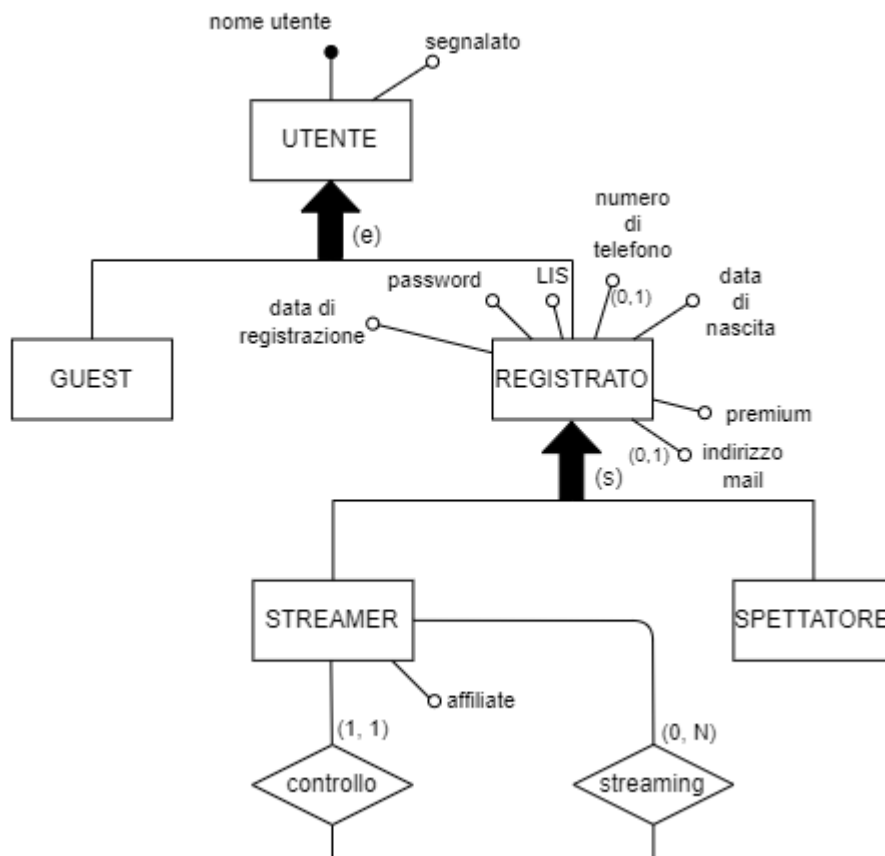 nome utente
segnalato
UTENTE
(e)
numero
di
telefono
(0,1)
password
LIS
data
di
nascita
data di
registrazione
GUEST
REGISTRATO
premium
(0,1)
indirizzo
mail
(s)
STREAMER
SPETTATORE
affiliate
(1, 1)
(0, N)
controllo
streaming